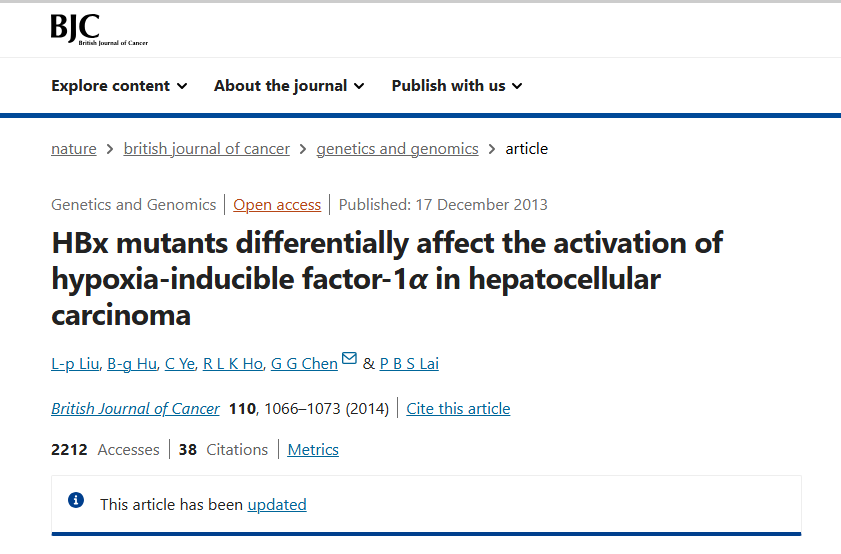 BJC
British Journal of Cancer
Explore content About the journal Publish with us
nature > british journal of cancer > genetics and genomics > article
Genetics and Genomics | Open access | Published: 17 December 2013
HBx mutants differentially affect the activation of
hypoxia-inducible factor-1α in hepatocellular
carcinoma
L-p Liu, B-g Hu, C Ye, R L K Ho, G G Chen & P B S Lai
British Journal of Cancer 110, 1066–1073 (2014) | Cite this article
2212 Accesses | 38 Citations | Metrics
This article has been updated